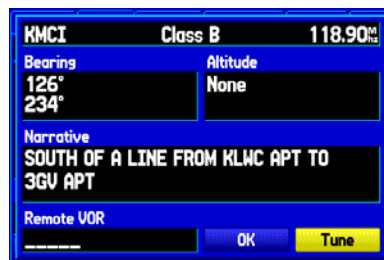 KMCI Class B 118.90MHz
Bearing Altitude
126° None
234°
Narrative
SOUTH OF A LINE FROM KLWC APT TO
3GV APT
Remote VOR
_____ OK Tune